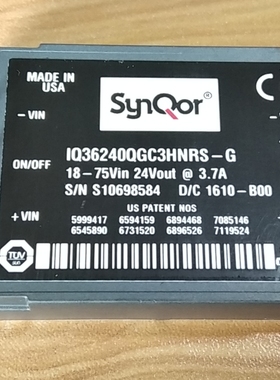 MADE IN
USA
SynQor
- VIN
IQ36240QGC3HNRS-G
ON/OFF
18-75Vin 24Vout @ 3.7A
S/N S10698584 D/C 1610-B00
US PATENT NOS
+ VIN
5999417 6594159 6894468 7085146
6545890 6731520 6896526 7119524
TÜV